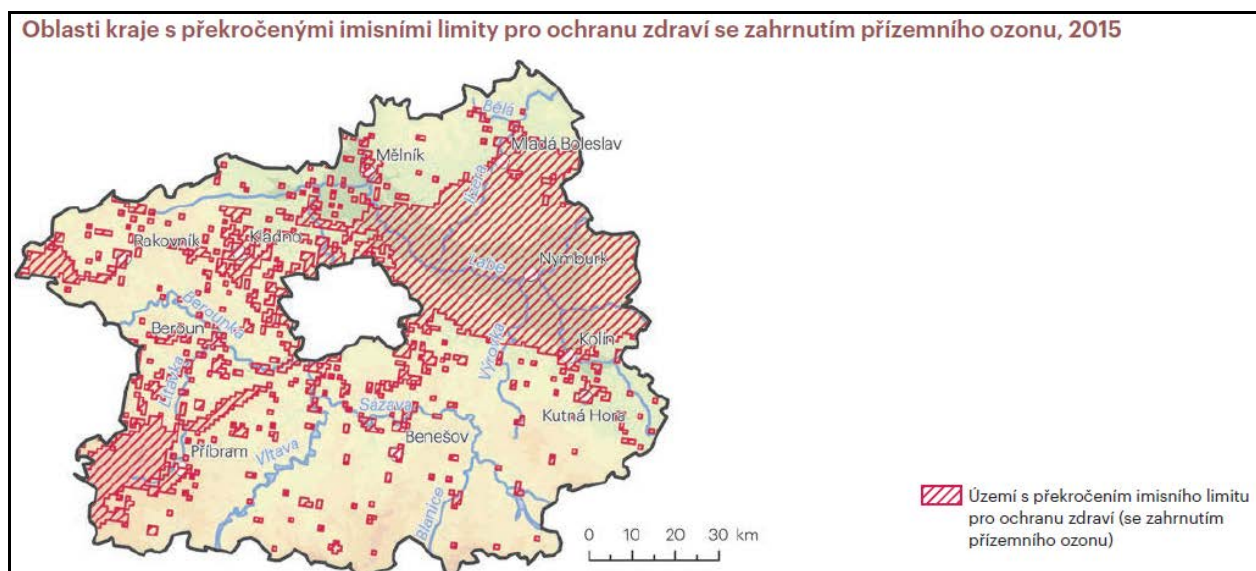 Oblasti kraje s překročenými imisními limity pro ochranu zdraví se zahrnutím přízemního ozonu, 2015
Bělá
Mladá Boleslav
Mělník
Jizera
Rakovník
Kladno
Labe
Nymburk
Berounka
Beroun
Kolín
Výrovka
Litavka
Sázava
Kutná Hora
Benešov
Příbram
Vltava
Blanice
0 10 20 30 km
Území s překročením imisního limitu
pro ochranu zdraví (se zahrnutím
přízemního ozonu)